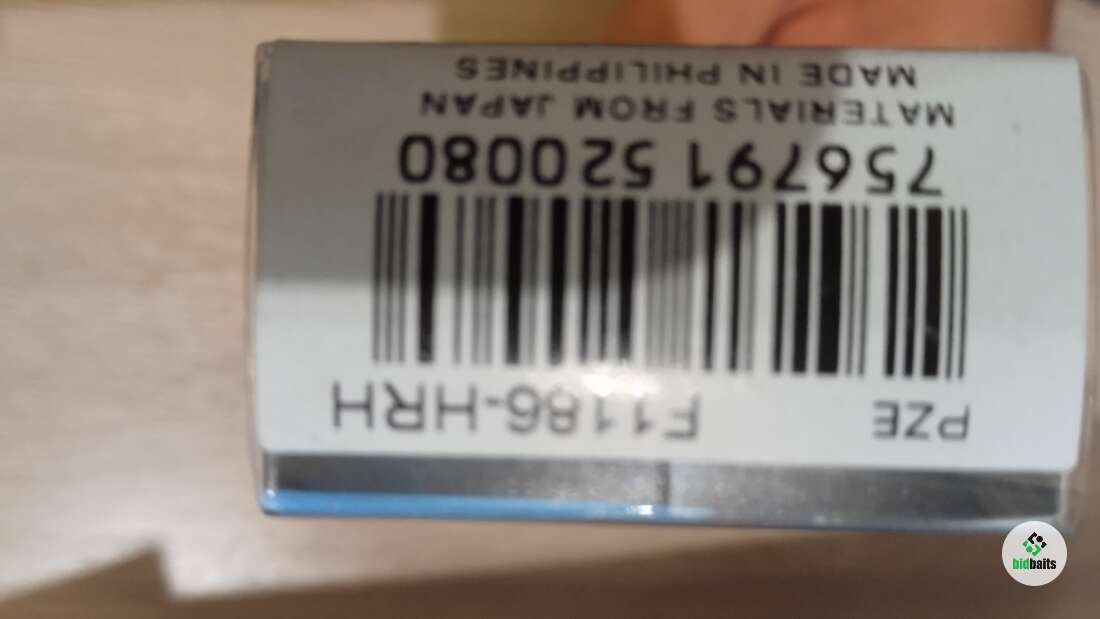 PZE F1186-HRH
756791 520080
MATERIALS FROM JAPAN
MADE IN PHILIPPINES
bidbaits